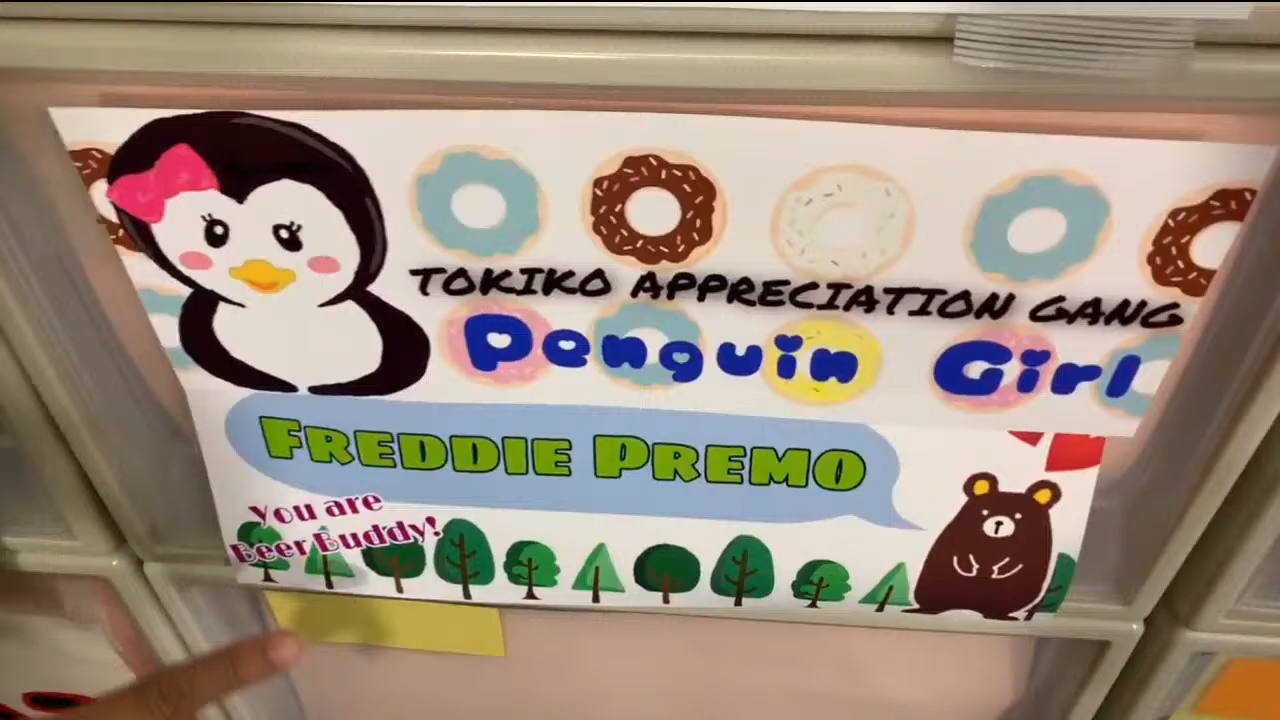 TOKIKO APPRECIATION GANG
Penguin Girl
FREDDIE PREMO
You are
Beer Buddy!